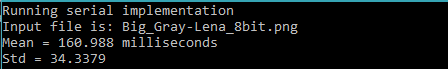 Running serial implementation
Input file is: Big_Gray-Lena_8bit.png
Mean = 160.988 milliseconds
Std = 34.3379